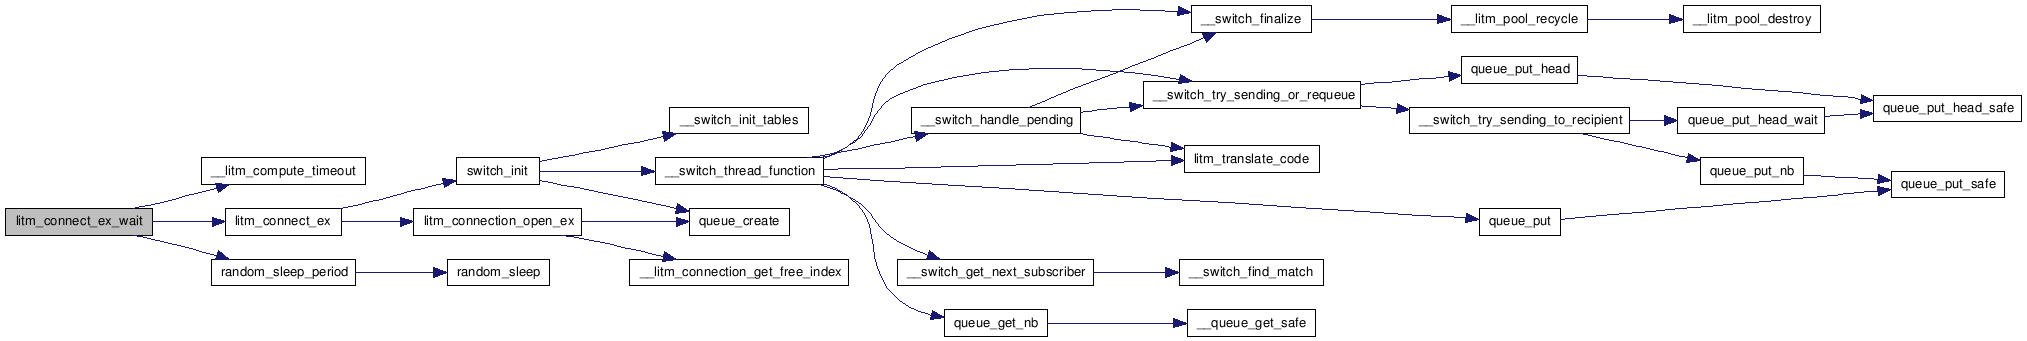 litm_connect_ex_wait
__litm_compute_timeout
litm_connect_ex
random_sleep_period
switch_init
litm_connection_open_ex
random_sleep
__switch_init_tables
__switch_thread_function
queue_create
__litm_connection_get_free_index
__switch_handle_pending
__switch_get_next_subscriber
queue_get_nb
__switch_finalize
__switch_try_sending_or_requeue
litm_translate_code
__switch_find_match
__queue_get_safe
__litm_pool_recycle
queue_put_head
__switch_try_sending_to_recipient
queue_put
__litm_pool_destroy
queue_put_head_wait
queue_put_nb
queue_put_head_safe
queue_put_safe